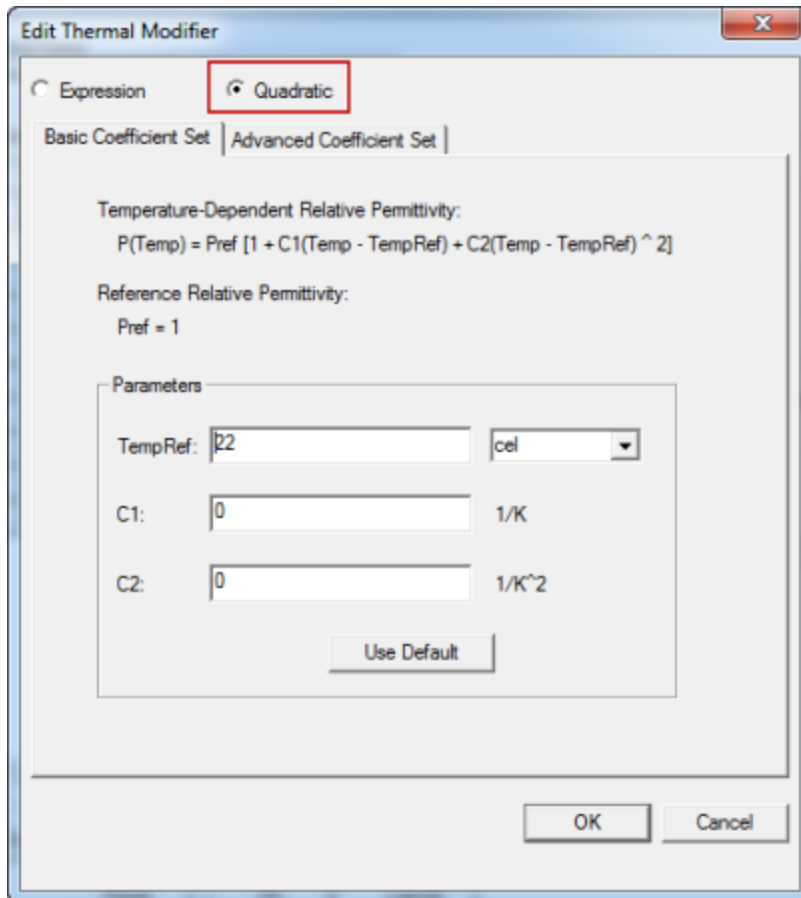 Edit Thermal Modifier
Expression Quadratic
Basic Coefficient Set Advanced Coefficient Set
Temperature-Dependent Relative Permittivity:
P(Temp) = Pref [1 + C1(Temp - TempRef) + C2(Temp - TempRef) ^ 2]
Reference Relative Permittivity:
Pref = 1
Parameters
TempRef: 22 cel
C1: 0 1/K
C2: 0 1/K^2
Use Default
OK Cancel